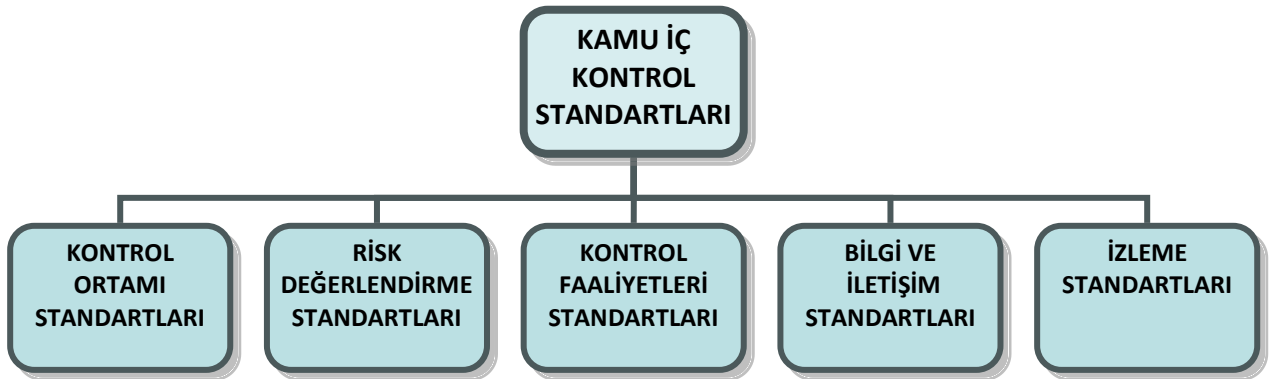 KAMU İÇ
KONTROL
STANDARTLARI
KONTROL
ORTAMI
STANDARTLARI
RİSK
DEĞERLENDİRME
STANDARTLARI
KONTROL
FAALİYETLERİ
STANDARTLARI
BİLGİ VE
İLETİŞİM
STANDARTLARI
İZLEME
STANDARTLARI